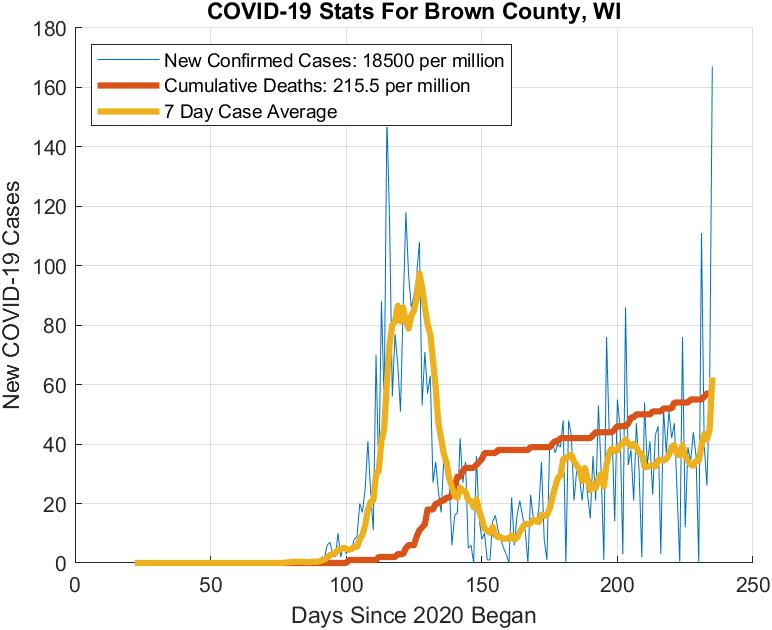 COVID-19 Stats For Brown County, WI
New Confirmed Cases: 18500 per million
Cumulative Deaths: 215.5 per million
7 Day Case Average
New COVID-19 Cases
180
160
140
120
100
80
60
40
20
0
0 50 100 150 200 250
Days Since 2020 Began